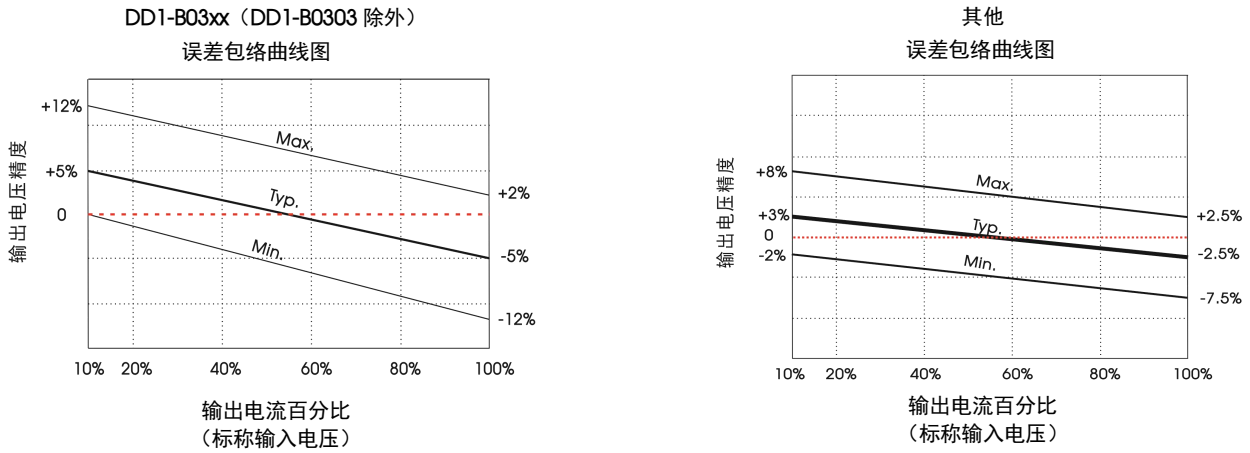 DD1-B03xx（DD1-B0303 除外）
误差包络曲线图
输出电压精度
+12%
+5%
0
Max.
Typ.
Min.
+2%
-5%
-12%
10% 20% 40% 60% 80% 100%
输出电流百分比
（标称输入电压）
其他
误差包络曲线图
输出电压精度
+8%
+3%
0
-2%
Max.
Typ.
Min.
+2.5%
-2.5%
-7.5%
10% 20% 40% 60% 80% 100%
输出电流百分比
（标称输入电压）